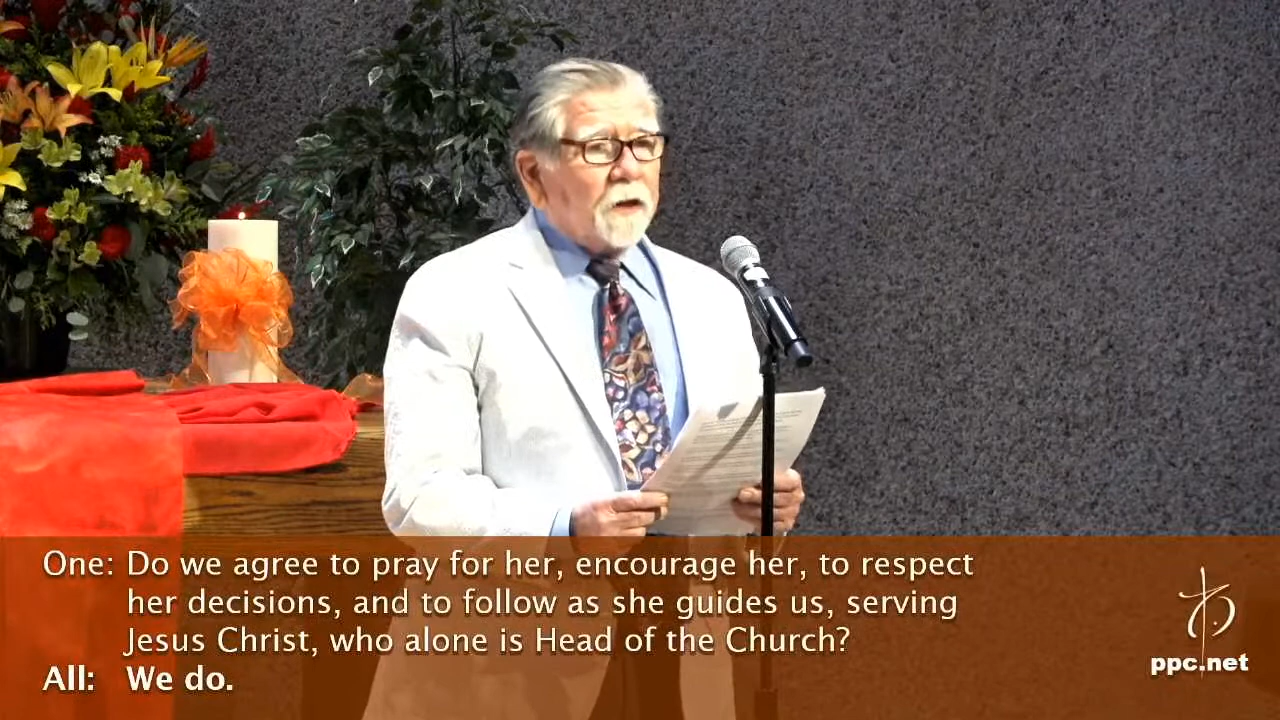 One: Do we agree to pray for her, encourage her, to respect
her decisions, and to follow as she guides us, serving
Jesus Christ, who alone is Head of the Church?
All: We do.
ppc.net